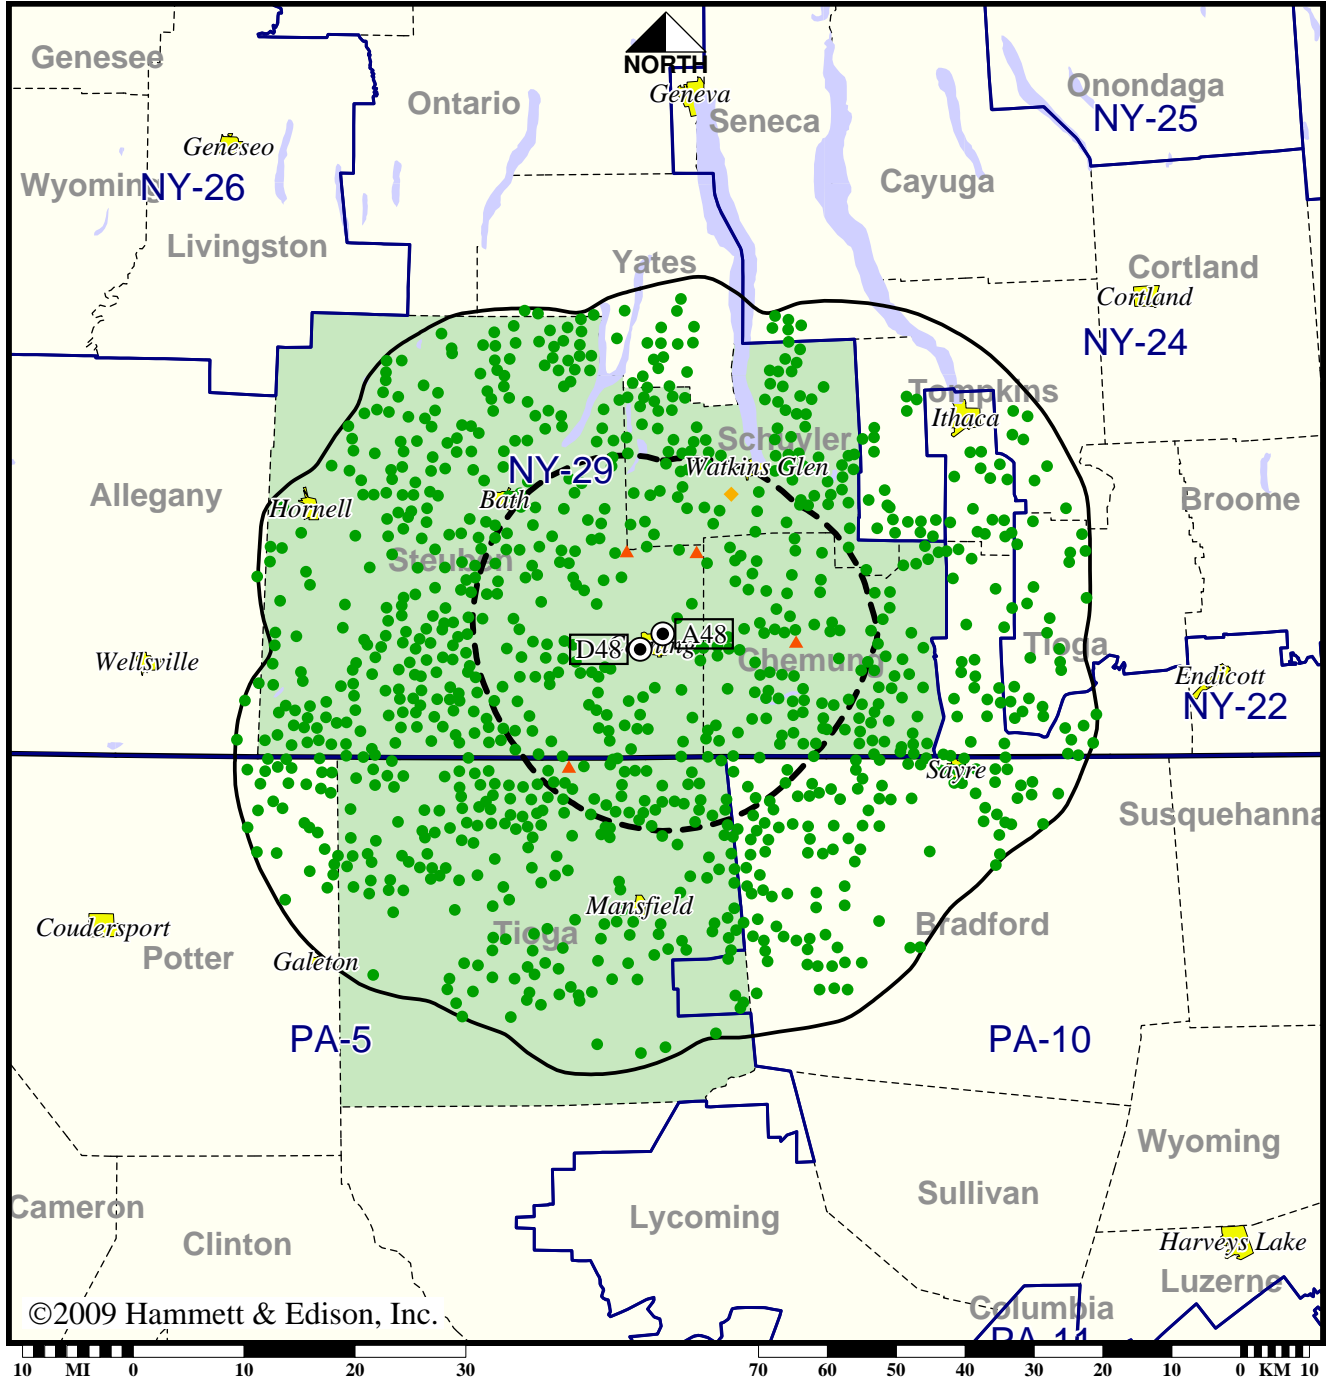 NORTH
Genesee
Ontario
Geneva
Seneca
Onondaga
NY-25
Geneseo
Wyoming
NY-26
Cayuga
Livingston
Yates
Cortland
Cortland
NY-24
Tompkins
Ithaca
Schuyler
NY-29
Watkins Glen
Allegany
Hornell
Bath
Broome
Steuben
D48
A48
Wellsville
Chemung
Tioga
Endicott
NY-22
Sayre
Susquehanna
Mansfield
Coudersport
Tioga
Bradford
Potter
Galeton
PA-5
PA-10
Wyoming
Cameron
Sullivan
Lycoming
Clinton
Harveys Lake
Luzerne
Columbia
PA-11
©2009 Hammett & Edison, Inc.
10 MI 0 10 20 30
70 60 50 40 30 20 10 0 KM 10